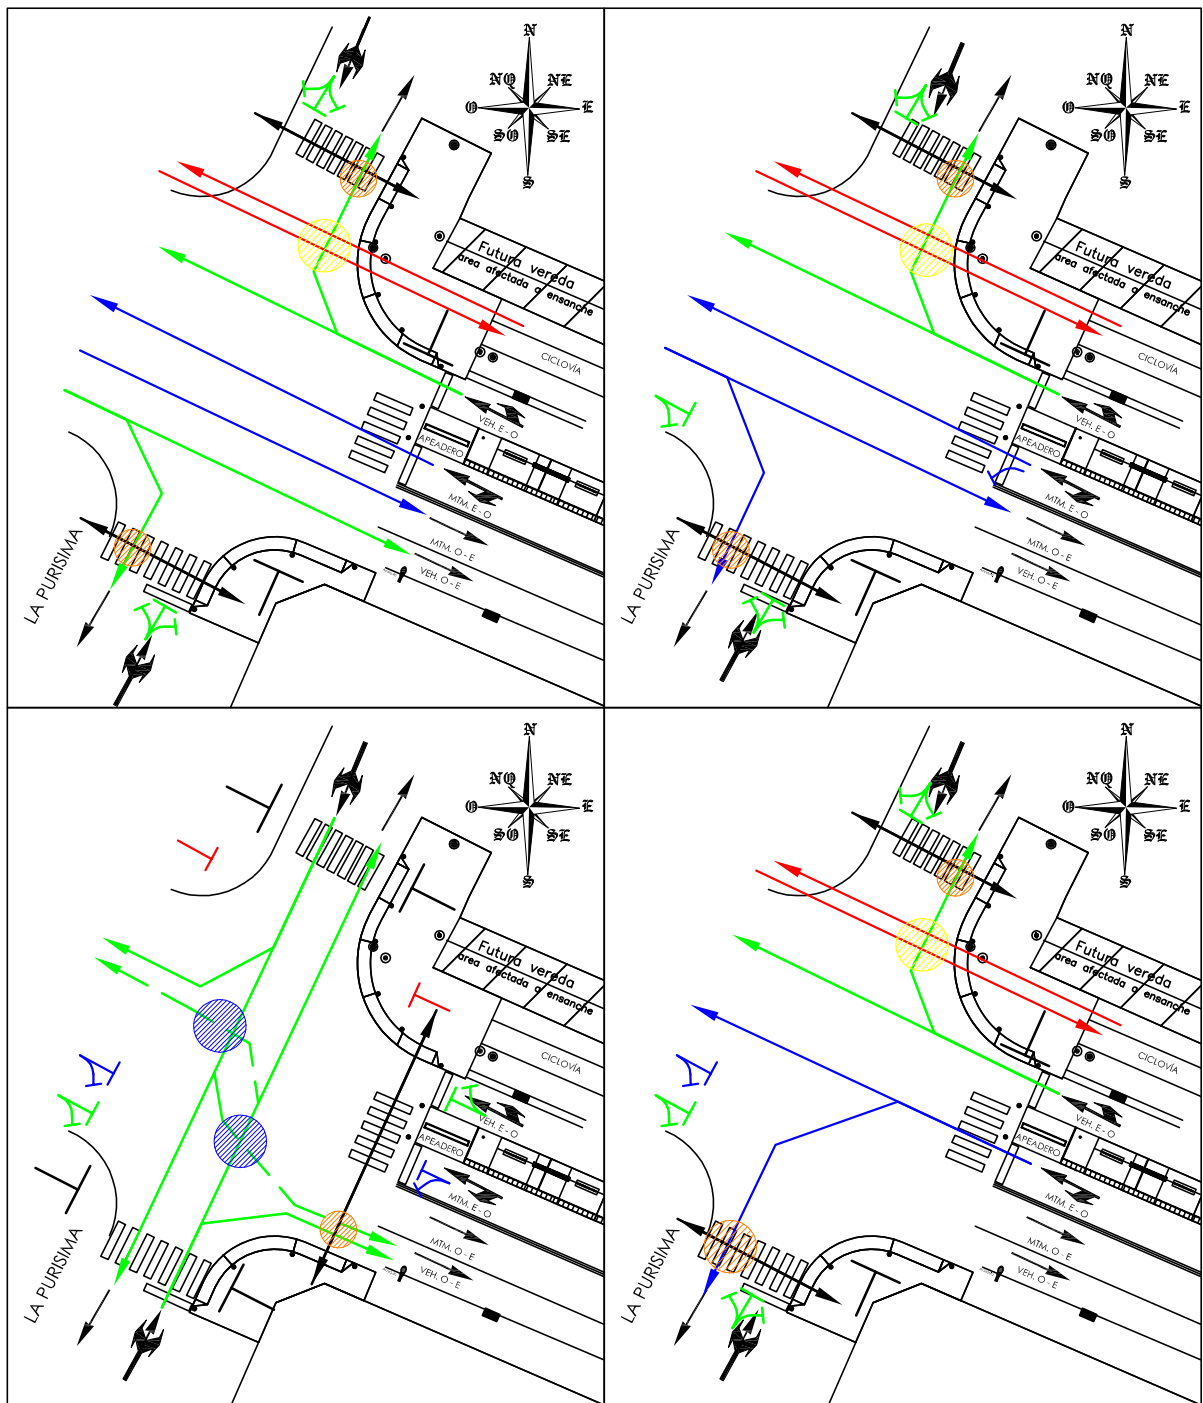 N
NO
NE
O
E
SO
SE
S
Futura vereda
área afectada a ensanche
CICLOVÍA
VEH. E - O
APEADERO
MTM. E - O
MTM. O - E
VEH. O - E
LA PURISIMA
N
NO
NE
O
E
SO
SE
S
Futura vereda
área afectada a ensanche
CICLOVÍA
VEH. E - O
APEADERO
MTM. E - O
MTM. O - E
VEH. O - E
LA PURISIMA
N
NO
NE
O
E
SO
SE
S
Futura vereda
área afectada a ensanche
CICLOVÍA
VEH. E - O
APEADERO
MTM. E - O
MTM. O - E
VEH. O - E
LA PURISIMA
N
NO
NE
O
E
SO
SE
S
Futura vereda
área afectada a ensanche
CICLOVÍA
VEH. E - O
APEADERO
MTM. E - O
MTM. O - E
VEH. O - E
LA PURISIMA